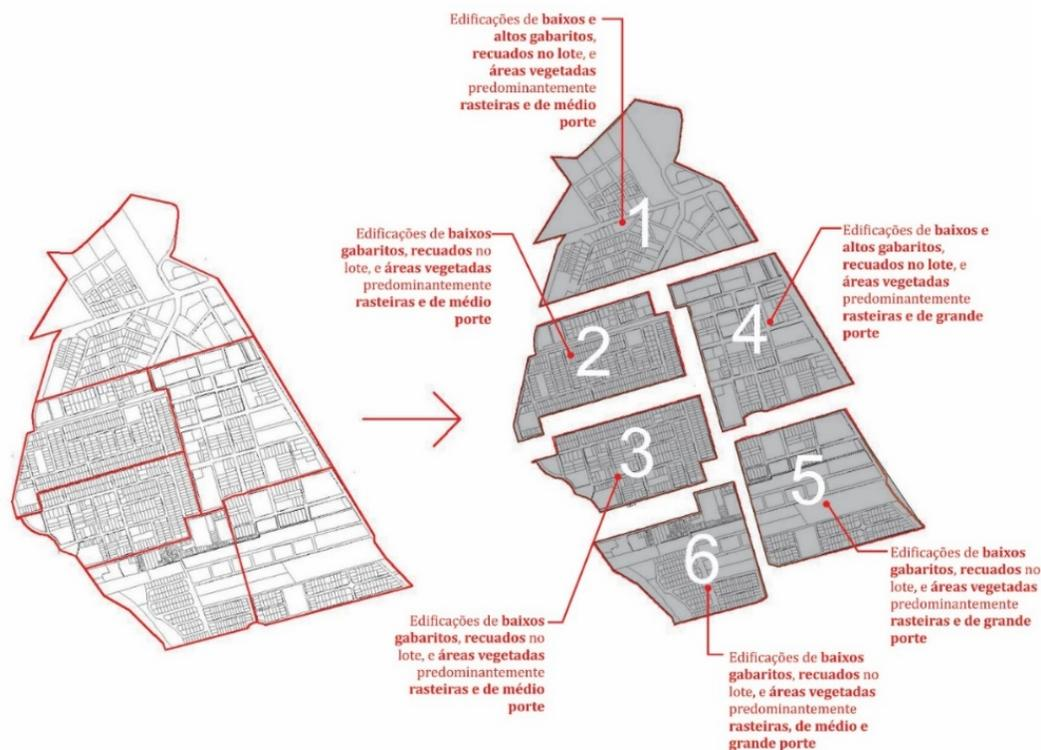 Edificações de baixos e
altos gabaritos,
recuados no lote, e
áreas vegetadas
predominantemente
rasteiras e de médio
porte
1
Edificações de baixos
gabaritos, recuados no
lote, e áreas vegetadas
predominantemente
rasteiras e de médio
porte
2
Edificações de baixos e
altos gabaritos,
recuados no lote, e
áreas vegetadas
predominantemente
rasteiras e de grande
porte
4
3
5
6
Edificações de baixos
gabaritos, recuados no
lote, e áreas vegetadas
predominantemente
rasteiras e de grande
porte
Edificações de baixos
gabaritos, recuados no
lote, e áreas vegetadas
predominantemente
rasteiras e de médio
porte
Edificações de baixos
gabaritos, recuados no
lote, e áreas vegetadas
predominantemente
rasteiras, de médio e
grande porte